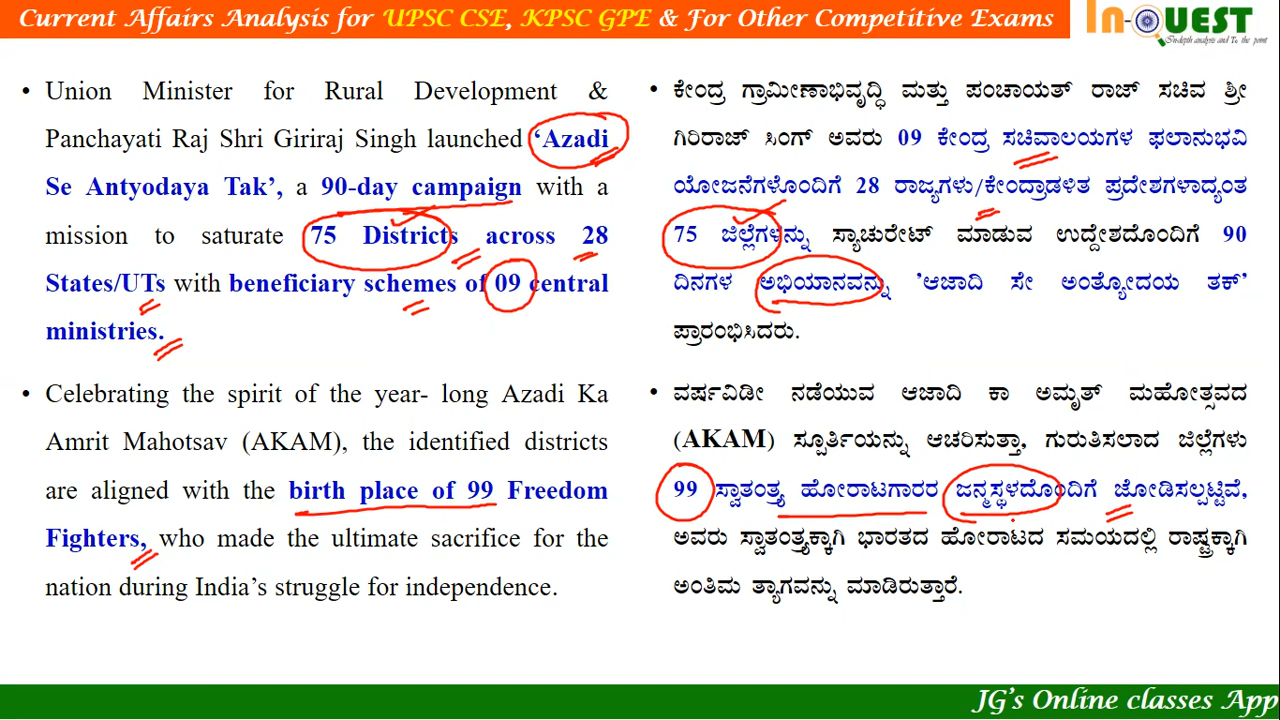 Current Affairs Analysis for UPSC CSE, KPSC GPE & For Other Competitive Exams
In-QUEST
In-depth analysis and To the point
• Union Minister for Rural Development &
Panchayati Raj Shri Giriraj Singh launched ‘Azadi
Se Antyodaya Tak’, a 90-day campaign with a
mission to saturate 75 Districts across 28
States/UTs with beneficiary schemes of 09 central
ministries.
• Celebrating the spirit of the year- long Azadi Ka
Amrit Mahotsav (AKAM), the identified districts
are aligned with the birth place of 99 Freedom
Fighters, who made the ultimate sacrifice for the
nation during India’s struggle for independence.
• ಕೇಂದ್ರ ಗ್ರಾಮೀಣಾಭಿವೃದ್ಧಿ ಮತ್ತು ಪಂಚಾಯತ್ ರಾಜ್ ಸಚಿವ ಶ್ರೀ
ಗಿರಿರಾಜ್ ಸಿಂಗ್ ಅವರು 09 ಕೇಂದ್ರ ಸಚಿವಾಲಯಗಳ ಫಲಾನುಭವಿ
ಯೋಜನೆಗಳೊಂದಿಗೆ 28 ರಾಜ್ಯಗಳು/ಕೇಂದ್ರಾಡಳಿತ ಪ್ರದೇಶಗಳಾದ್ಯಂತ
75 ಜಿಲ್ಲೆಗಳನ್ನು ಸ್ಯಾಚುರೇಟ್ ಮಾಡುವ ಉದ್ದೇಶದೊಂದಿಗೆ 90
ದಿನಗಳ ಅಭಿಯಾನವನ್ನು 'ಆಜಾದಿ ಸೇ ಅಂತ್ಯೋದಯ ತಕ್'
ಪ್ರಾರಂಭಿಸಿದರು.
• ವರ್ಷವಿಡೀ ನಡೆಯುವ ಆಜಾದಿ ಕಾ ಅಮೃತ್ ಮಹೋತ್ಸವದ
(AKAM) ಸ್ಪೂರ್ತಿಯನ್ನು ಆಚರಿಸುತ್ತಾ, ಗುರುತಿಸಲಾದ ಜಿಲ್ಲೆಗಳು
99 ಸ್ವಾತಂತ್ರ್ಯ ಹೋರಾಟಗಾರರ ಜನ್ಮಸ್ಥಳದೊಂದಿಗೆ ಜೋಡಿಸಲ್ಪಟ್ಟಿವೆ,
ಅವರು ಸ್ವಾತಂತ್ರ್ಯಕ್ಕಾಗಿ ಭಾರತದ ಹೋರಾಟದ ಸಮಯದಲ್ಲಿ ರಾಷ್ಟ್ರಕ್ಕಾಗಿ
ಅಂತಿಮ ತ್ಯಾಗವನ್ನು ಮಾಡಿರುತ್ತಾರೆ.
JG's Online classes App